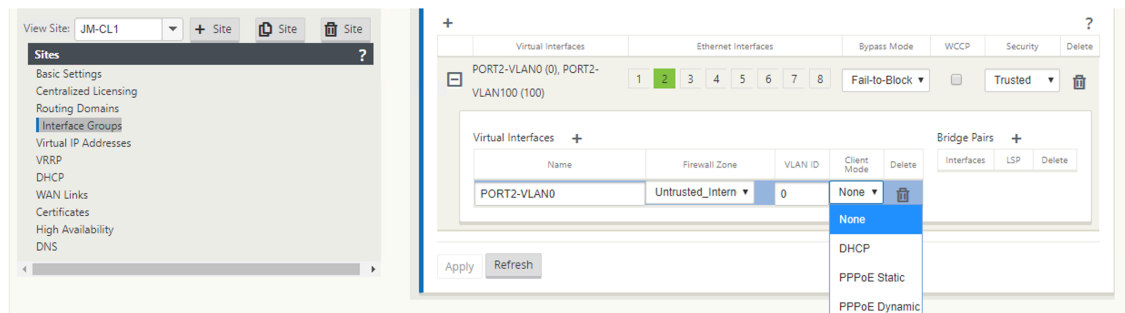 View Site: JM-CL1 + Site Site Site
Sites ?
Basic Settings
Centralized Licensing
Routing Domains
Interface Groups
Virtual IP Addresses
VRRP
DHCP
WAN Links
Certificates
High Availability
DNS
+ ?
Virtual Interfaces Ethernet Interfaces Bypass Mode WCCP Security Delete
PORT2-VLAN0 (0), PORT2-
VLAN100 (100)
1 2 3 4 5 6 7 8 Fail-to-Block Trusted
Virtual Interfaces + Bridge Pairs +
Name Firewall Zone VLAN ID Client
Mode Delete Interfaces LSP Delete
PORT2-VLAN0 Untrusted_Intern 0 None
None
DHCP
PPPoE Static
PPPoE Dynamic
Apply Refresh